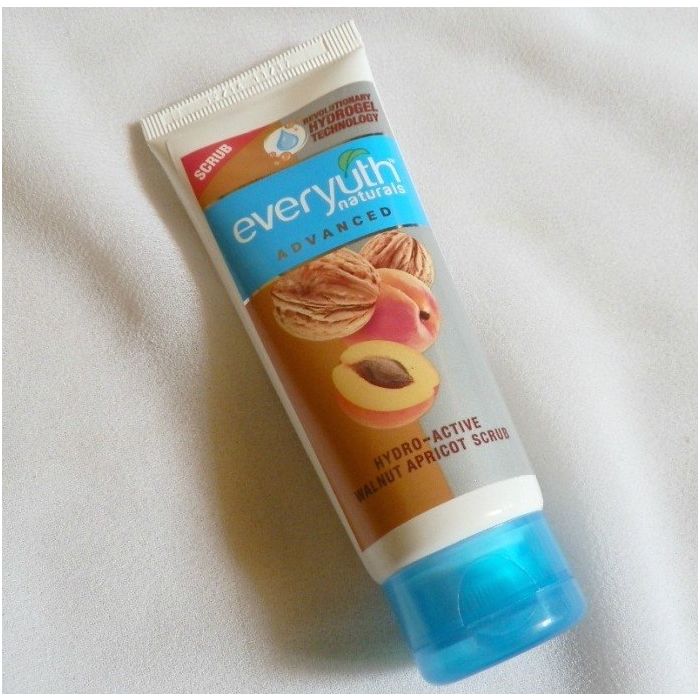 SCRUB
REVOLUTIONARY
HYDROGEL
TECHNOLOGY
everyuth
naturals
ADVANCED
HYDRO-ACTIVE
WALNUT APRICOT SCRUB